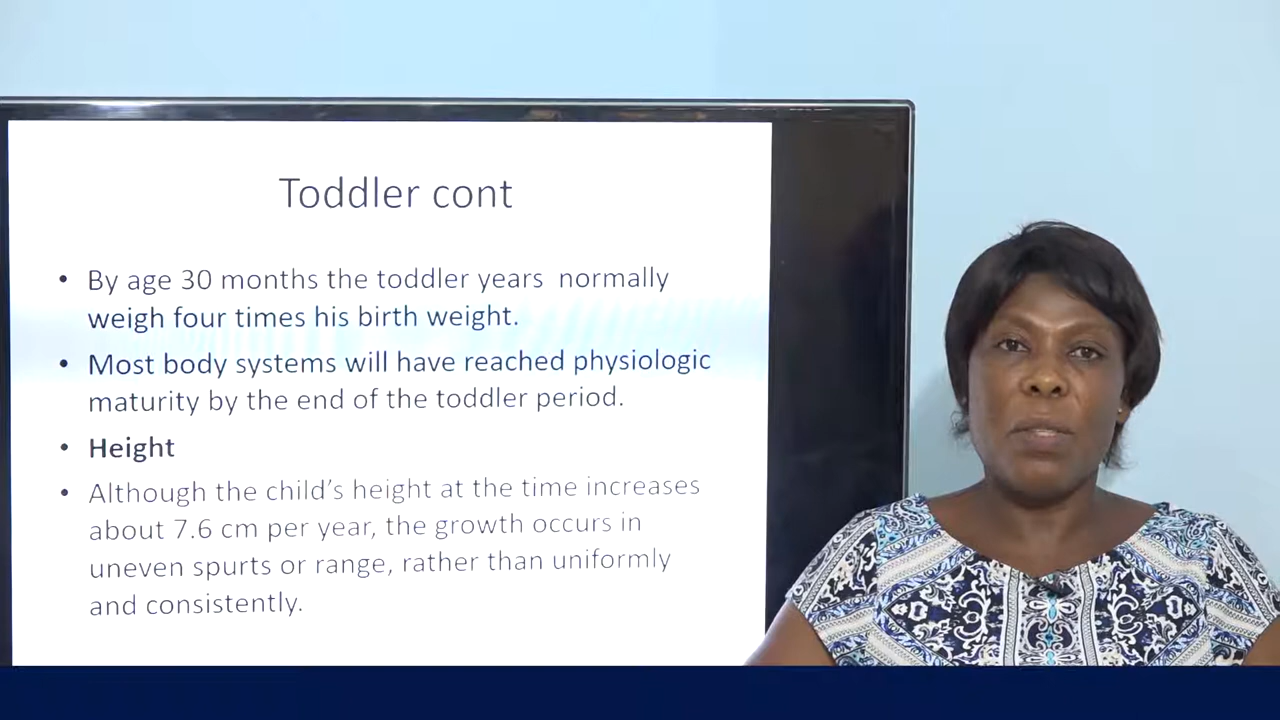 Toddler cont
• By age 30 months the toddler years normally
weigh four times his birth weight.
• Most body systems will have reached physiologic
maturity by the end of the toddler period.
• Height
• Although the child's height at the time increases
about 7.6 cm per year, the growth occurs in
uneven spurts or range, rather than uniformly
and consistently.